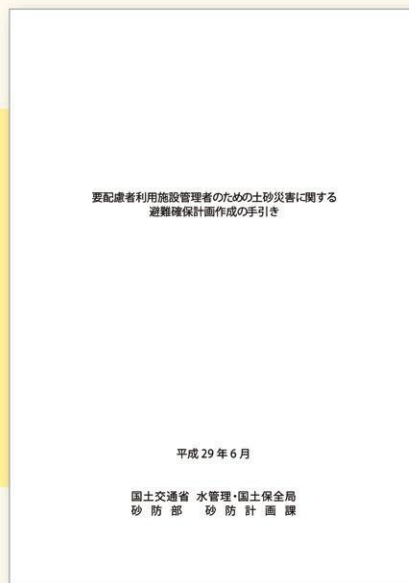 要配慮者利用施設管理者のための土砂災害に関する
避難確保計画作成の手引き
平成29年6月
国土交通省 水管理・国土保全局
砂防部 砂防計画課